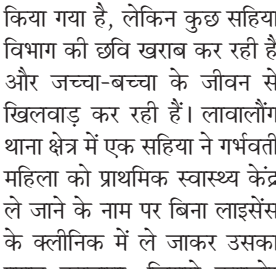 किया गया है, लेकिन कुछ सहिया
विभाग की छवि खराब कर रही है
और जच्चा-बच्चा के जीवन से
खिलवाड़ कर रही हैं। लावालौंग
थाना क्षेत्र में एक सहिया ने गर्भवती
महिला को प्राथमिक स्वास्थ्य केंद्र
ले जाने के नाम पर बिना लाइसेंस
के क्लीनिक में ले जाकर उसका